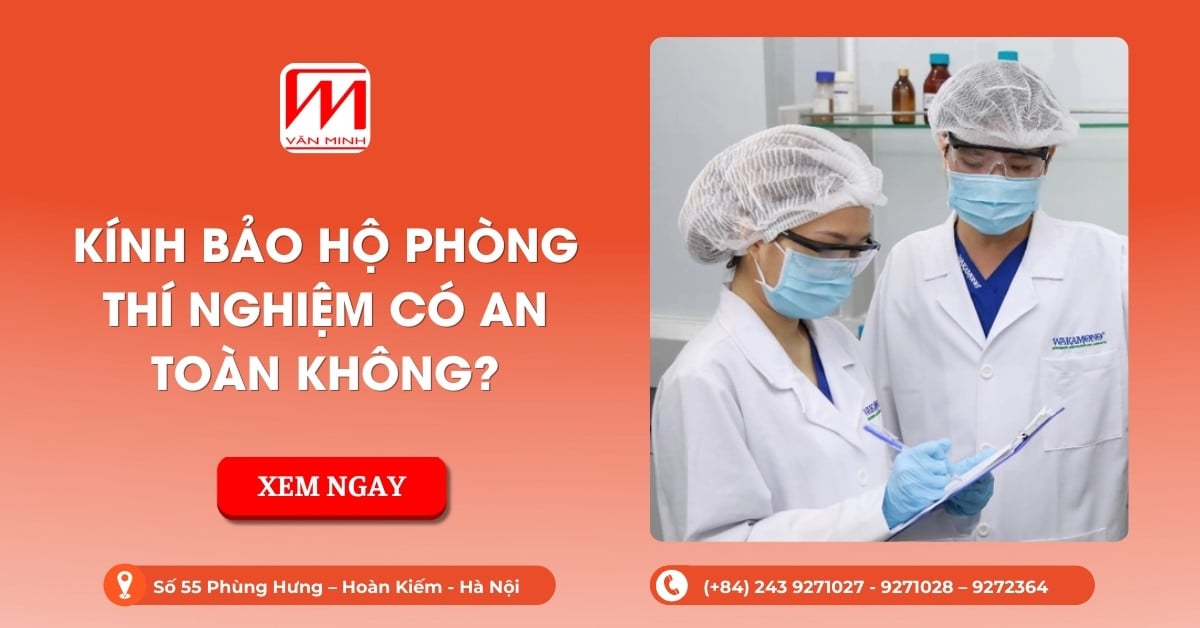 VĂN MINH
KÍNH BẢO HỘ PHÒNG
THÍ NGHIỆM CÓ AN
TOÀN KHÔNG?
XEM NGAY
WAKAMONO
WAKAMONO
Số 55 Phùng Hưng – Hoàn Kiếm - Hà Nội
(+84) 243 9271027 - 9271028 – 9272364